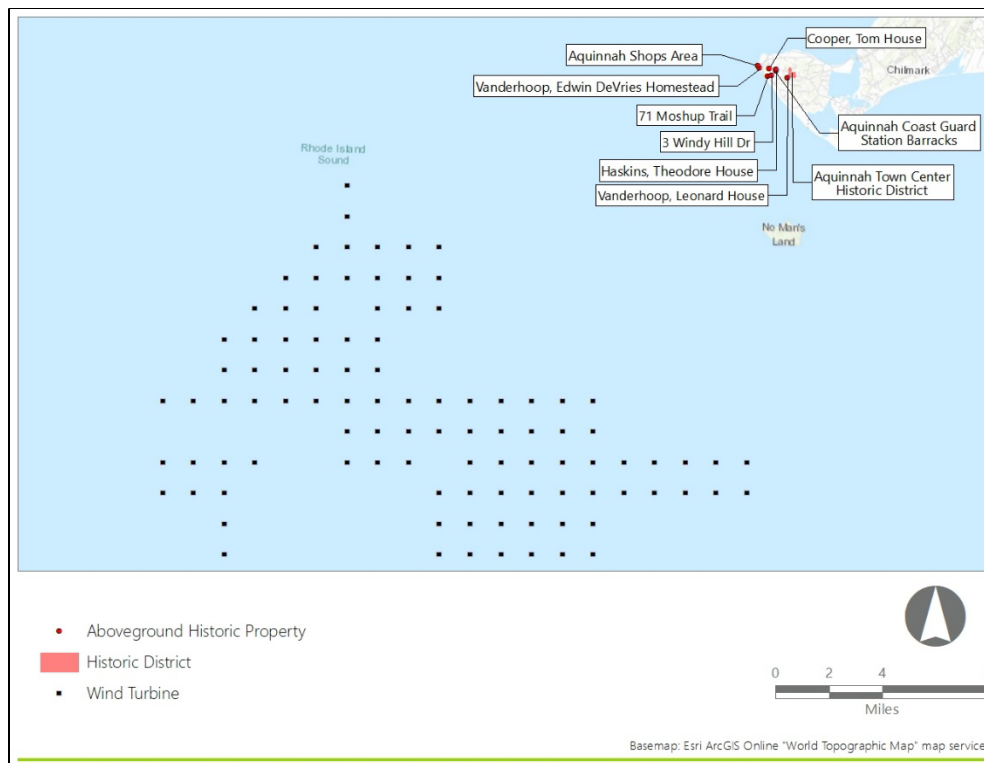 Cooper, Tom House
Aquinnah Shops Area
Chilmark
Vanderhoop, Edwin DeVries Homestead
71 Moshup Trail
Aquinnah Coast Guard
Station Barracks
3 Windy Hill Dr
Rhode Island
Sound
Haskins, Theodore House
Aquinnah Town Center
Historic District
Vanderhoop, Leonard House
No Man's
Land
Aboveground Historic Property
Historic District
Wind Turbine
0 2 4
Miles
Basemap: Esri ArcGIS Online "World Topographic Map" map service